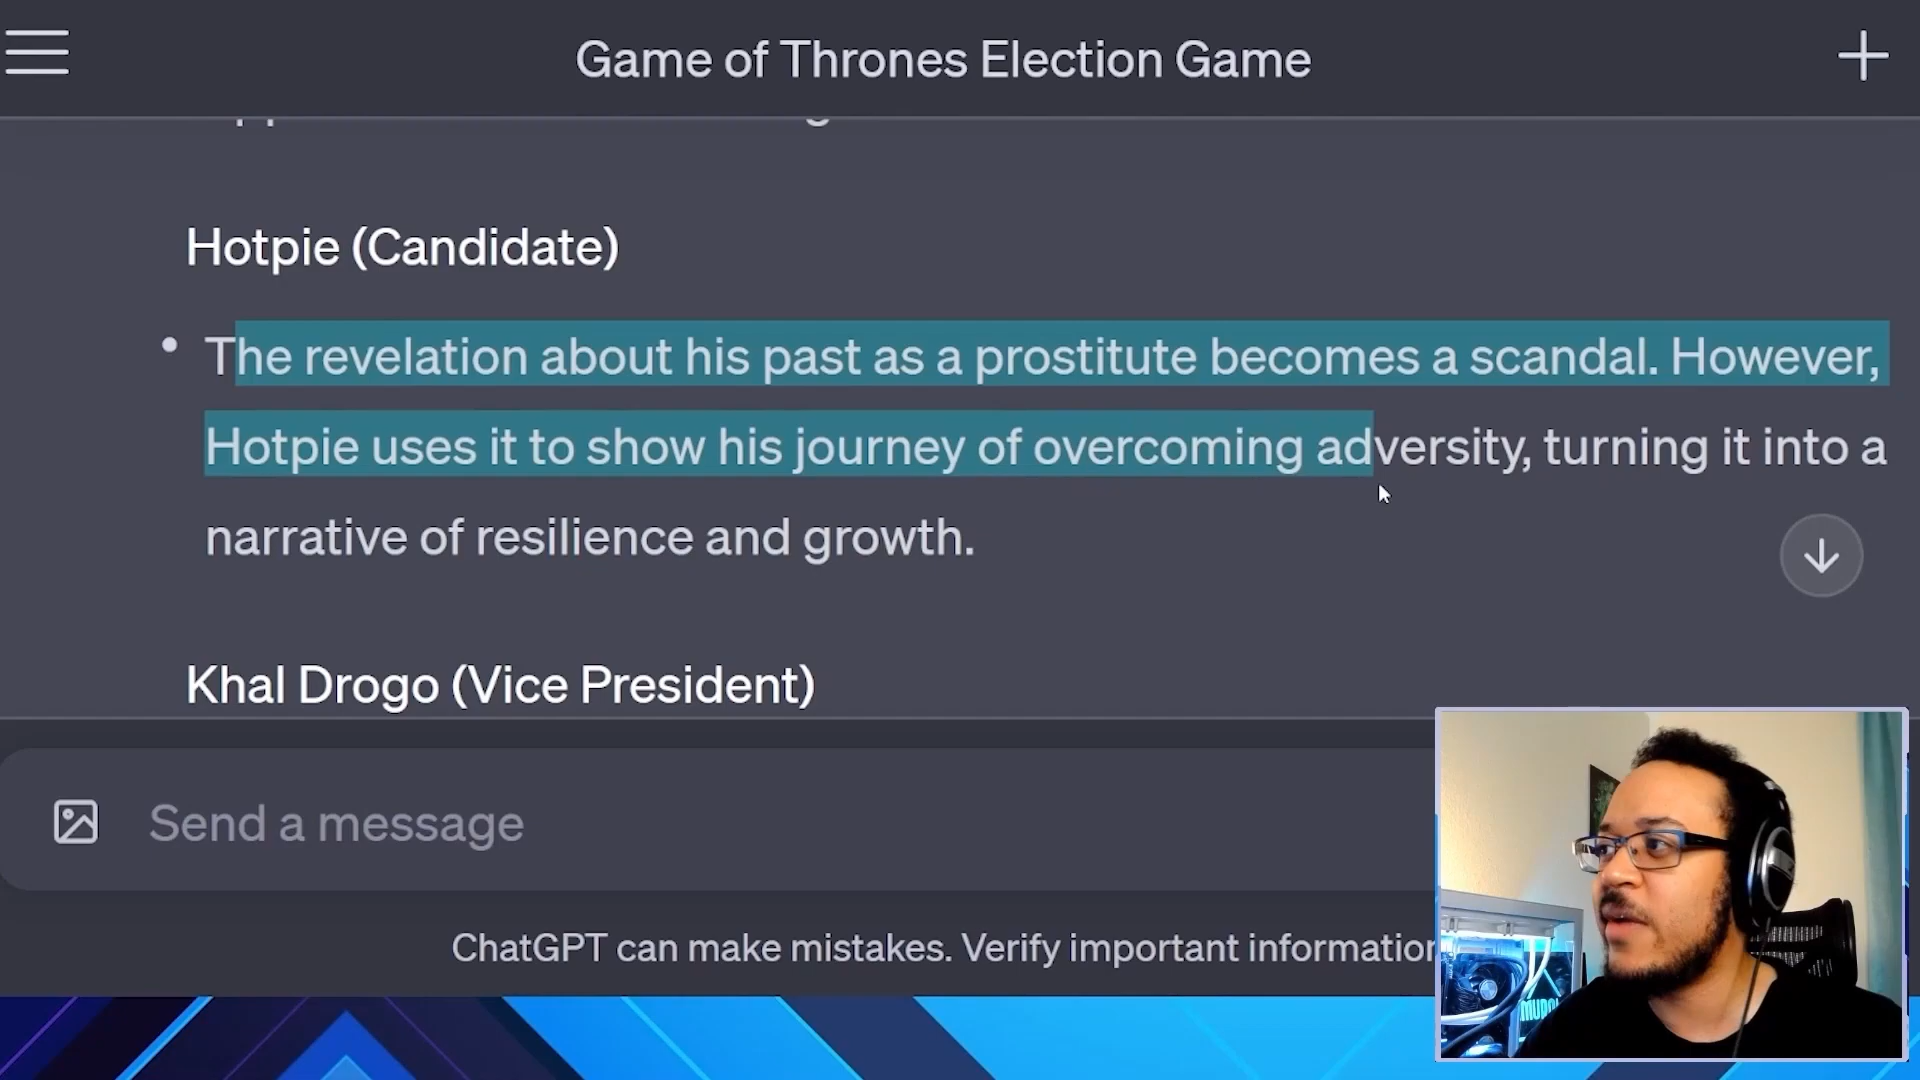 Game of Thrones Election Game
Hotpie (Candidate)
• The revelation about his past as a prostitute becomes a scandal. However,
Hotpie uses it to show his journey of overcoming adversity, turning it into a
narrative of resilience and growth.
Khal Drogo (Vice President)
Send a message
ChatGPT can make mistakes. Verify important information